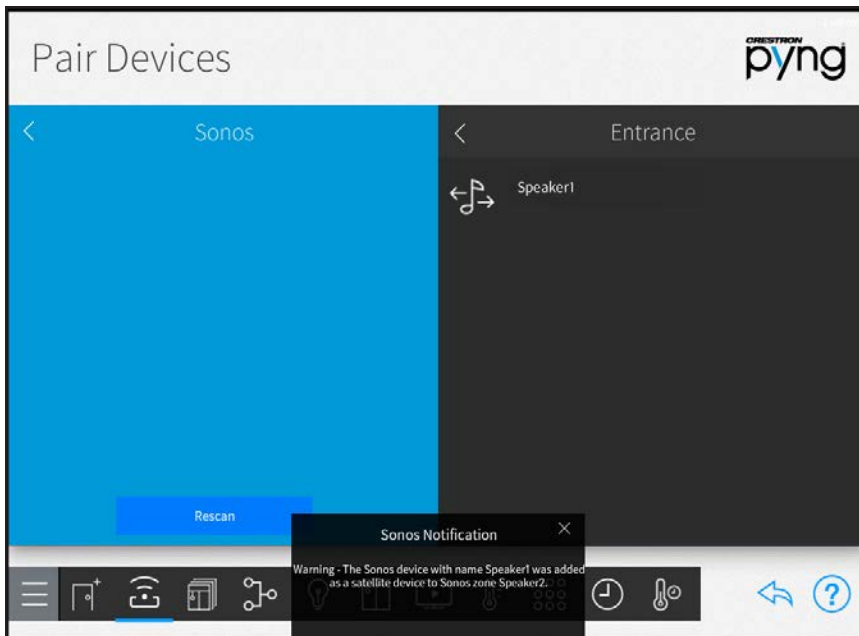 Pair Devices
CRESTRON
pyng
Sonos
Entrance
Speaker1
Rescan
Sonos Notification
Warning - The Sonos device with name Speaker1 was added
as a satellite device to Sonos zone Speaker2.
?